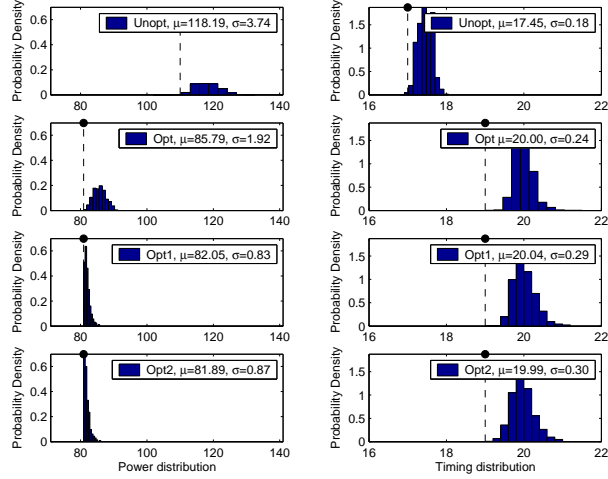 Probability Density
0.6
0.4
0.2
0
80 100 120 140
Unopt, μ=118.19, σ=3.74
Probability Density
1.5
1
0.5
0
16 18 20 22
Unopt, μ=17.45, σ=0.18
Probability Density
0.6
0.4
0.2
0
80 100 120 140
Opt, μ=85.79, σ=1.92
Probability Density
1.5
1
0.5
0
16 18 20 22
Opt μ=20.00, σ=0.24
Probability Density
0.6
0.4
0.2
0
80 100 120 140
Opt1, μ=82.05, σ=0.83
Probability Density
1.5
1
0.5
0
16 18 20 22
Opt1, μ=20.04, σ=0.29
Probability Density
0.6
0.4
0.2
0
80 100 120 140
Opt2, μ=81.89, σ=0.87
Power distribution
Probability Density
1.5
1
0.5
0
16 18 20 22
Opt2, μ=19.99, σ=0.30
Timing distribution